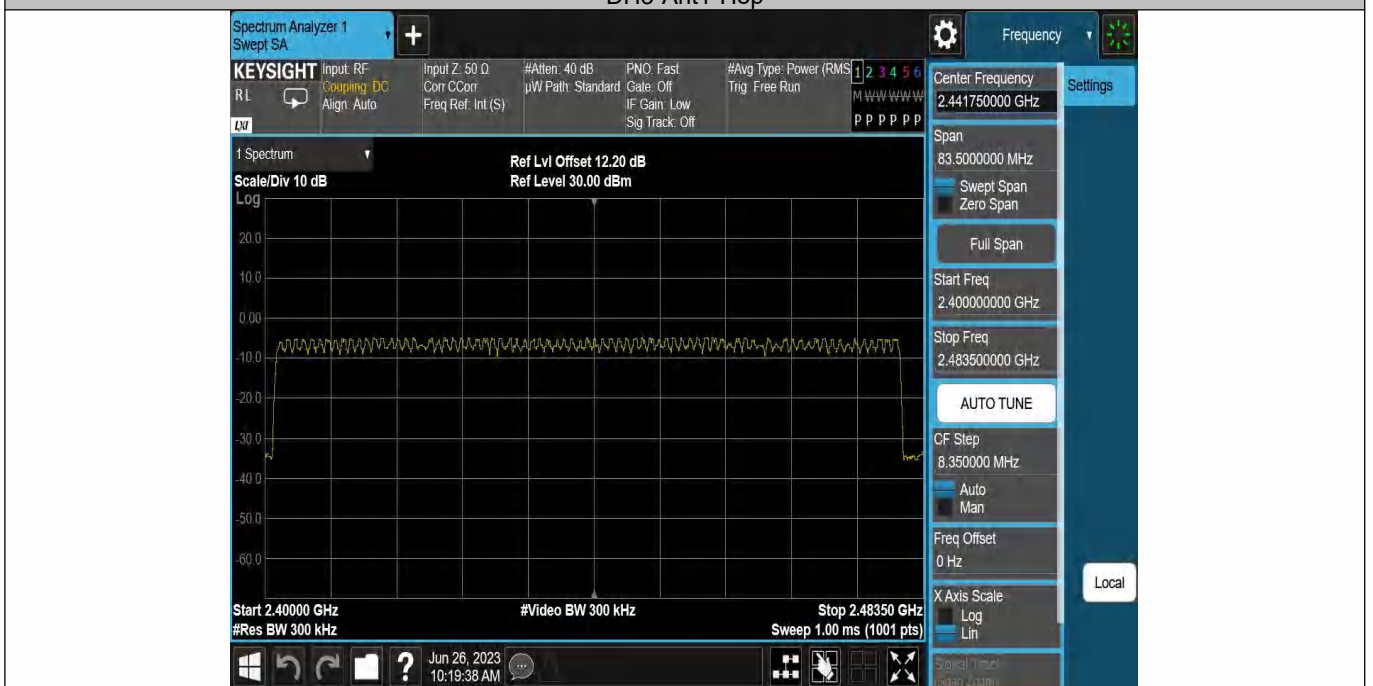 Spectrum Analyzer 1
Swept SA
+
Frequency
KEYSIGHT
RL
LXI
Input: RF
Coupling: DC
Align: Auto
Input Z: 50 Ω
Corr CCorr
Freq Ref: Int (S)
#Atten: 40 dB
µW Path: Standard
PNO: Fast
Gate: Off
IF Gain: Low
Sig Track: Off
#Avg Type: Power (RMS
Trig: Free Run
1 2 3 4 5 6
M W W W W W
P P P P P P
1 Spectrum
Scale/Div 10 dB
Log
Ref Lvl Offset 12.20 dB
Ref Level 30.00 dBm
20.0
10.0
0.00
-10.0
-20.0
-30.0
-40.0
-50.0
-60.0
Start 2.40000 GHz
#Res BW 300 kHz
#Video BW 300 kHz
Stop 2.48350 GHz
Sweep 1.00 ms (1001 pts)
?
Jun 26, 2023
10:19:38 AM
Center Frequency
2.441750000 GHz
Settings
Span
83.5000000 MHz
Swept Span
Zero Span
Full Span
Start Freq
2.400000000 GHz
Stop Freq
2.483500000 GHz
AUTO TUNE
CF Step
8.350000 MHz
Auto
Man
Freq Offset
0 Hz
X Axis Scale
Log
Lin
Local
Signal Track
(Span Zoom)